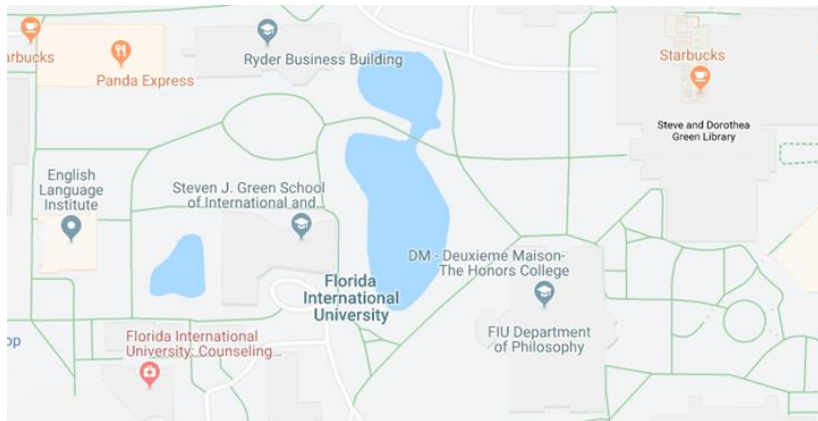 arbucks
Panda Express
Ryder Business Building
Starbucks
Steve and Dorothea
Green Library
English
Language
Institute
Steven J. Green School
of International and...
DM - Deuxieme Maison-
The Honors College
Florida
International
University
FIU Department
of Philosophy
Florida International
University: Counseling...
op